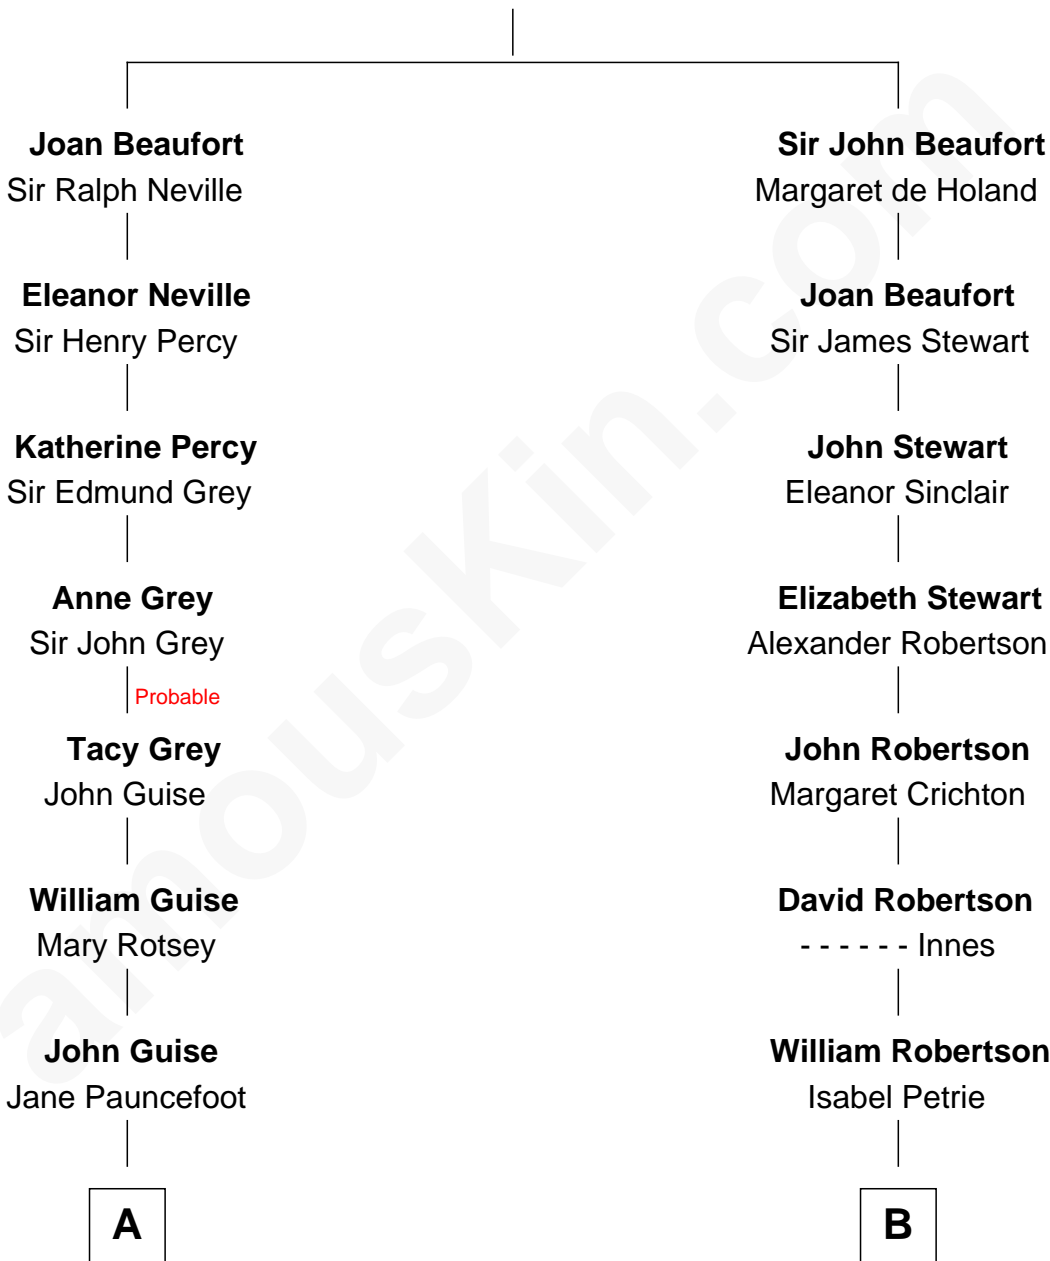 Joan Beaufort
Sir Ralph Neville
Eleanor Neville
Sir Henry Percy
Katherine Percy
Sir Edmund Grey
Anne Grey
Sir John Grey
Probable
Tacy Grey
John Guise
William Guise
Mary Rotsey
John Guise
Jane Pauncefoot
A
Sir John Beaufort
Margaret de Holand
Joan Beaufort
Sir James Stewart
John Stewart
Eleanor Sinclair
Elizabeth Stewart
Alexander Robertson
John Robertson
Margaret Crichton
David Robertson
- - - - - - Innes
William Robertson
Isabel Petrie
B
amousKin.com